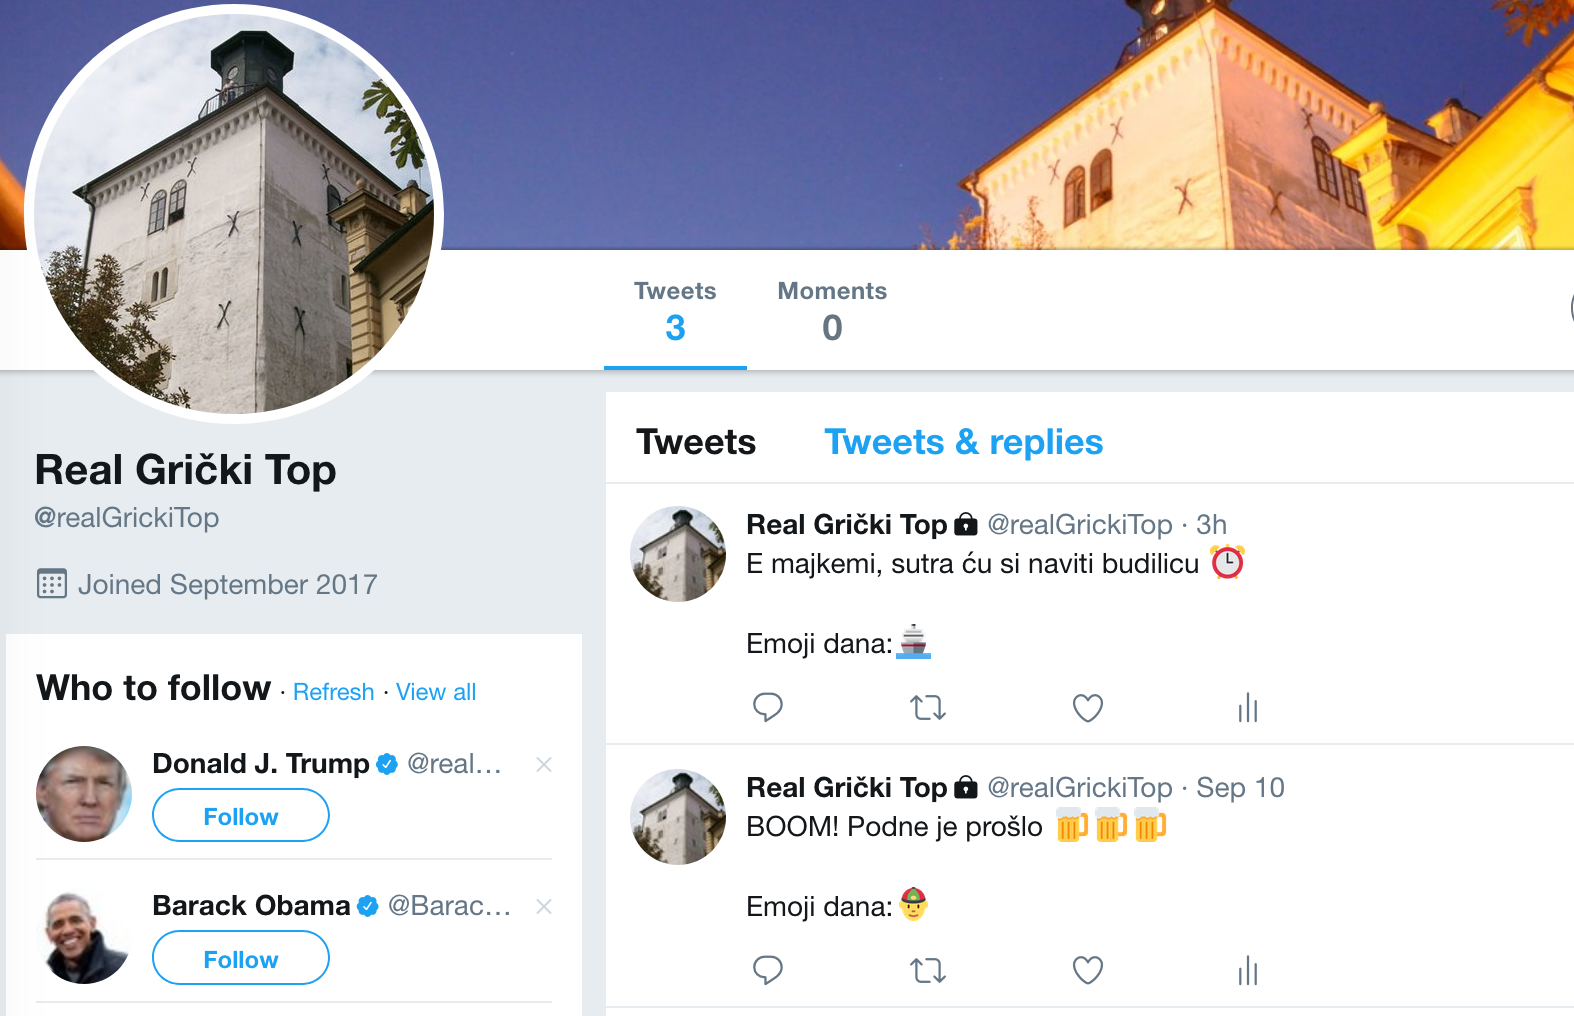 Tweets
3
Moments
0
Real Grički Top
@realGrickiTop
Joined September 2017
Who to follow · Refresh · View all
Donald J. Trump @real...
Follow
Barack Obama @Barac...
Follow
Tweets Tweets & replies
Real Grički Top @realGrickiTop · 3h
E majkemi, sutra ću si naviti budilicu ⏰
Emoji dana:🛳
Real Grički Top @realGrickiTop · Sep 10
BOOM! Podne je prošlo 🍺🍺🍺
Emoji dana:👲